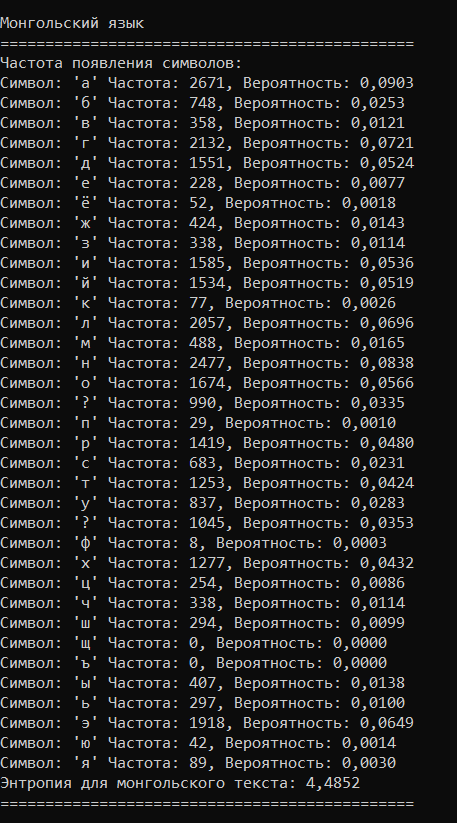 Монгольский язык
==============================================
Частота появления символов:
Символ: 'а' Частота: 2671, Вероятность: 0,0903
Символ: 'б' Частота: 748, Вероятность: 0,0253
Символ: 'в' Частота: 358, Вероятность: 0,0121
Символ: 'г' Частота: 2132, Вероятность: 0,0721
Символ: 'д' Частота: 1551, Вероятность: 0,0524
Символ: 'е' Частота: 228, Вероятность: 0,0077
Символ: 'ё' Частота: 52, Вероятность: 0,0018
Символ: 'ж' Частота: 424, Вероятность: 0,0143
Символ: 'з' Частота: 338, Вероятность: 0,0114
Символ: 'и' Частота: 1585, Вероятность: 0,0536
Символ: 'й' Частота: 1534, Вероятность: 0,0519
Символ: 'к' Частота: 77, Вероятность: 0,0026
Символ: 'л' Частота: 2057, Вероятность: 0,0696
Символ: 'м' Частота: 488, Вероятность: 0,0165
Символ: 'н' Частота: 2477, Вероятность: 0,0838
Символ: 'о' Частота: 1674, Вероятность: 0,0566
Символ: '?' Частота: 990, Вероятность: 0,0335
Символ: 'п' Частота: 29, Вероятность: 0,0010
Символ: 'р' Частота: 1419, Вероятность: 0,0480
Символ: 'с' Частота: 683, Вероятность: 0,0231
Символ: 'т' Частота: 1253, Вероятность: 0,0424
Символ: 'у' Частота: 837, Вероятность: 0,0283
Символ: '?' Частота: 1045, Вероятность: 0,0353
Символ: 'ф' Частота: 8, Вероятность: 0,0003
Символ: 'х' Частота: 1277, Вероятность: 0,0432
Символ: 'ц' Частота: 254, Вероятность: 0,0086
Символ: 'ч' Частота: 338, Вероятность: 0,0114
Символ: 'ш' Частота: 294, Вероятность: 0,0099
Символ: 'щ' Частота: 0, Вероятность: 0,0000
Символ: 'ъ' Частота: 0, Вероятность: 0,0000
Символ: 'ы' Частота: 407, Вероятность: 0,0138
Символ: 'ь' Частота: 297, Вероятность: 0,0100
Символ: 'э' Частота: 1918, Вероятность: 0,0649
Символ: 'ю' Частота: 42, Вероятность: 0,0014
Символ: 'я' Частота: 89, Вероятность: 0,0030
Энтропия для монгольского текста: 4,4852
==============================================